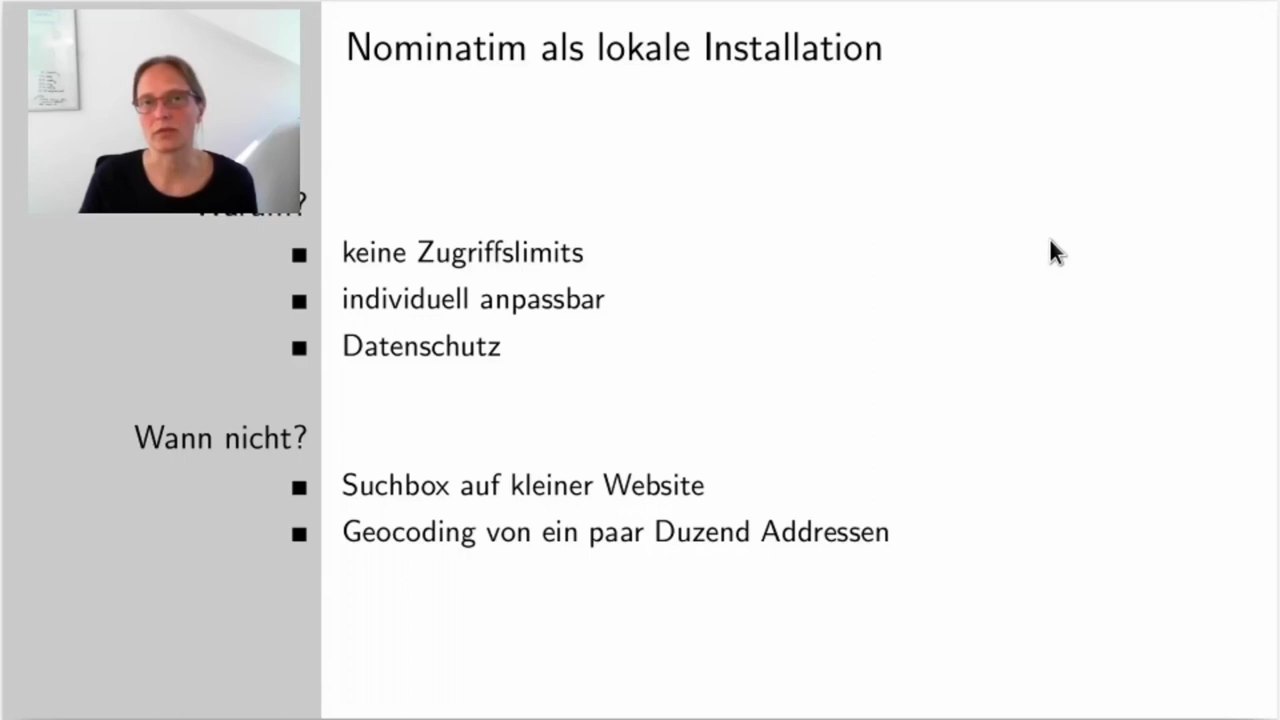 Nominatim als lokale Installation
keine Zugriffslimits
individuell anpassbar
Datenschutz
Wann nicht?
Suchbox auf kleiner Website
Geocoding von ein paar Duzend Addressen